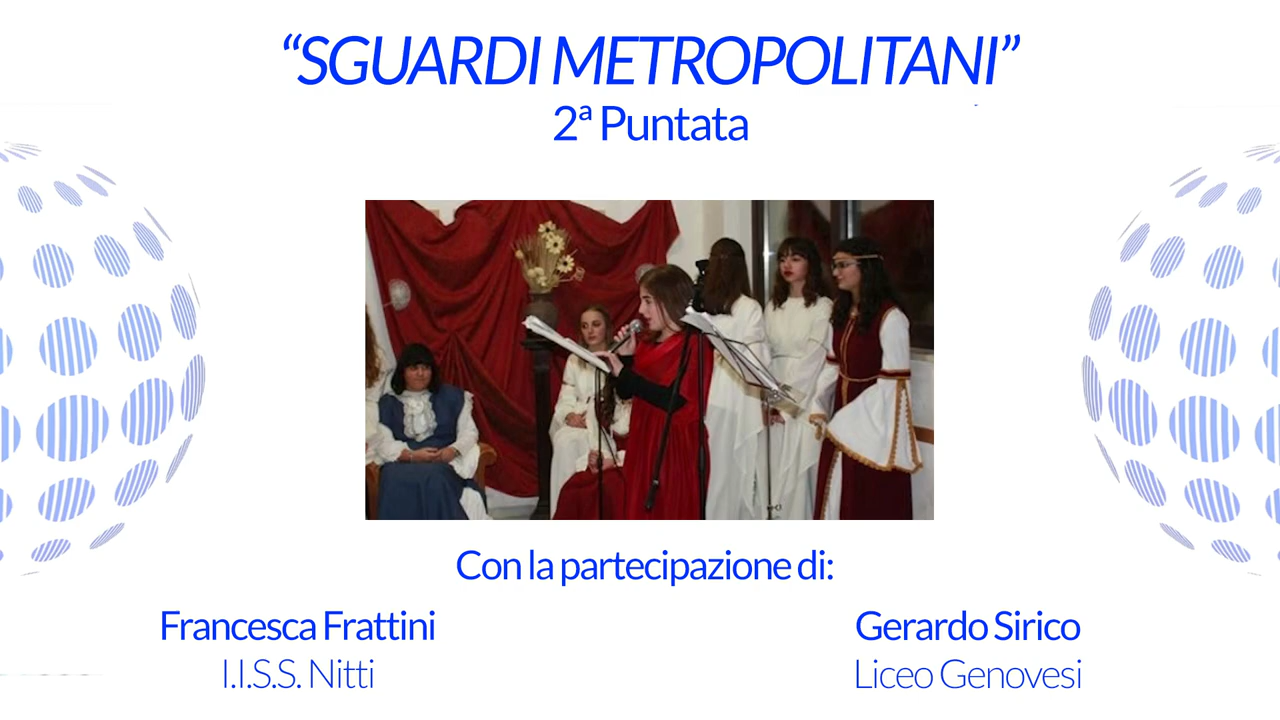 “SGUARDI METROPOLITANI”
2ª Puntata
Con la partecipazione di:
Francesca Frattini
I.I.S.S. Nitti
Gerardo Sirico
Liceo Genovesi